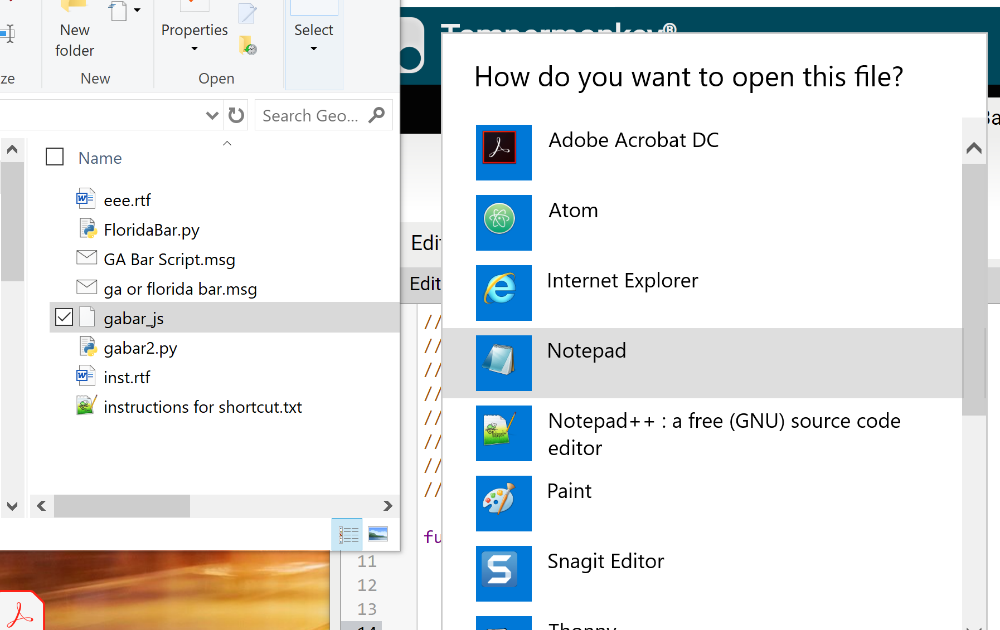 New
folder
Properties
Select
ze
New
Open
Search Geo...
Name
eee.rtf
FloridaBar.py
GA Bar Script.msg
ga or florida bar.msg
gabar_js
gabar2.py
inst.rtf
instructions for shortcut.txt
Tampermonkey®
How do you want to open this file?
Adobe Acrobat DC
Atom
Internet Explorer
Notepad
Notepad++ : a free (GNU) source code
editor
Paint
Snagit Editor
Thonny
Edit
Edit
//
//
//
//
//
//
//
//
fu
11
12
13
14